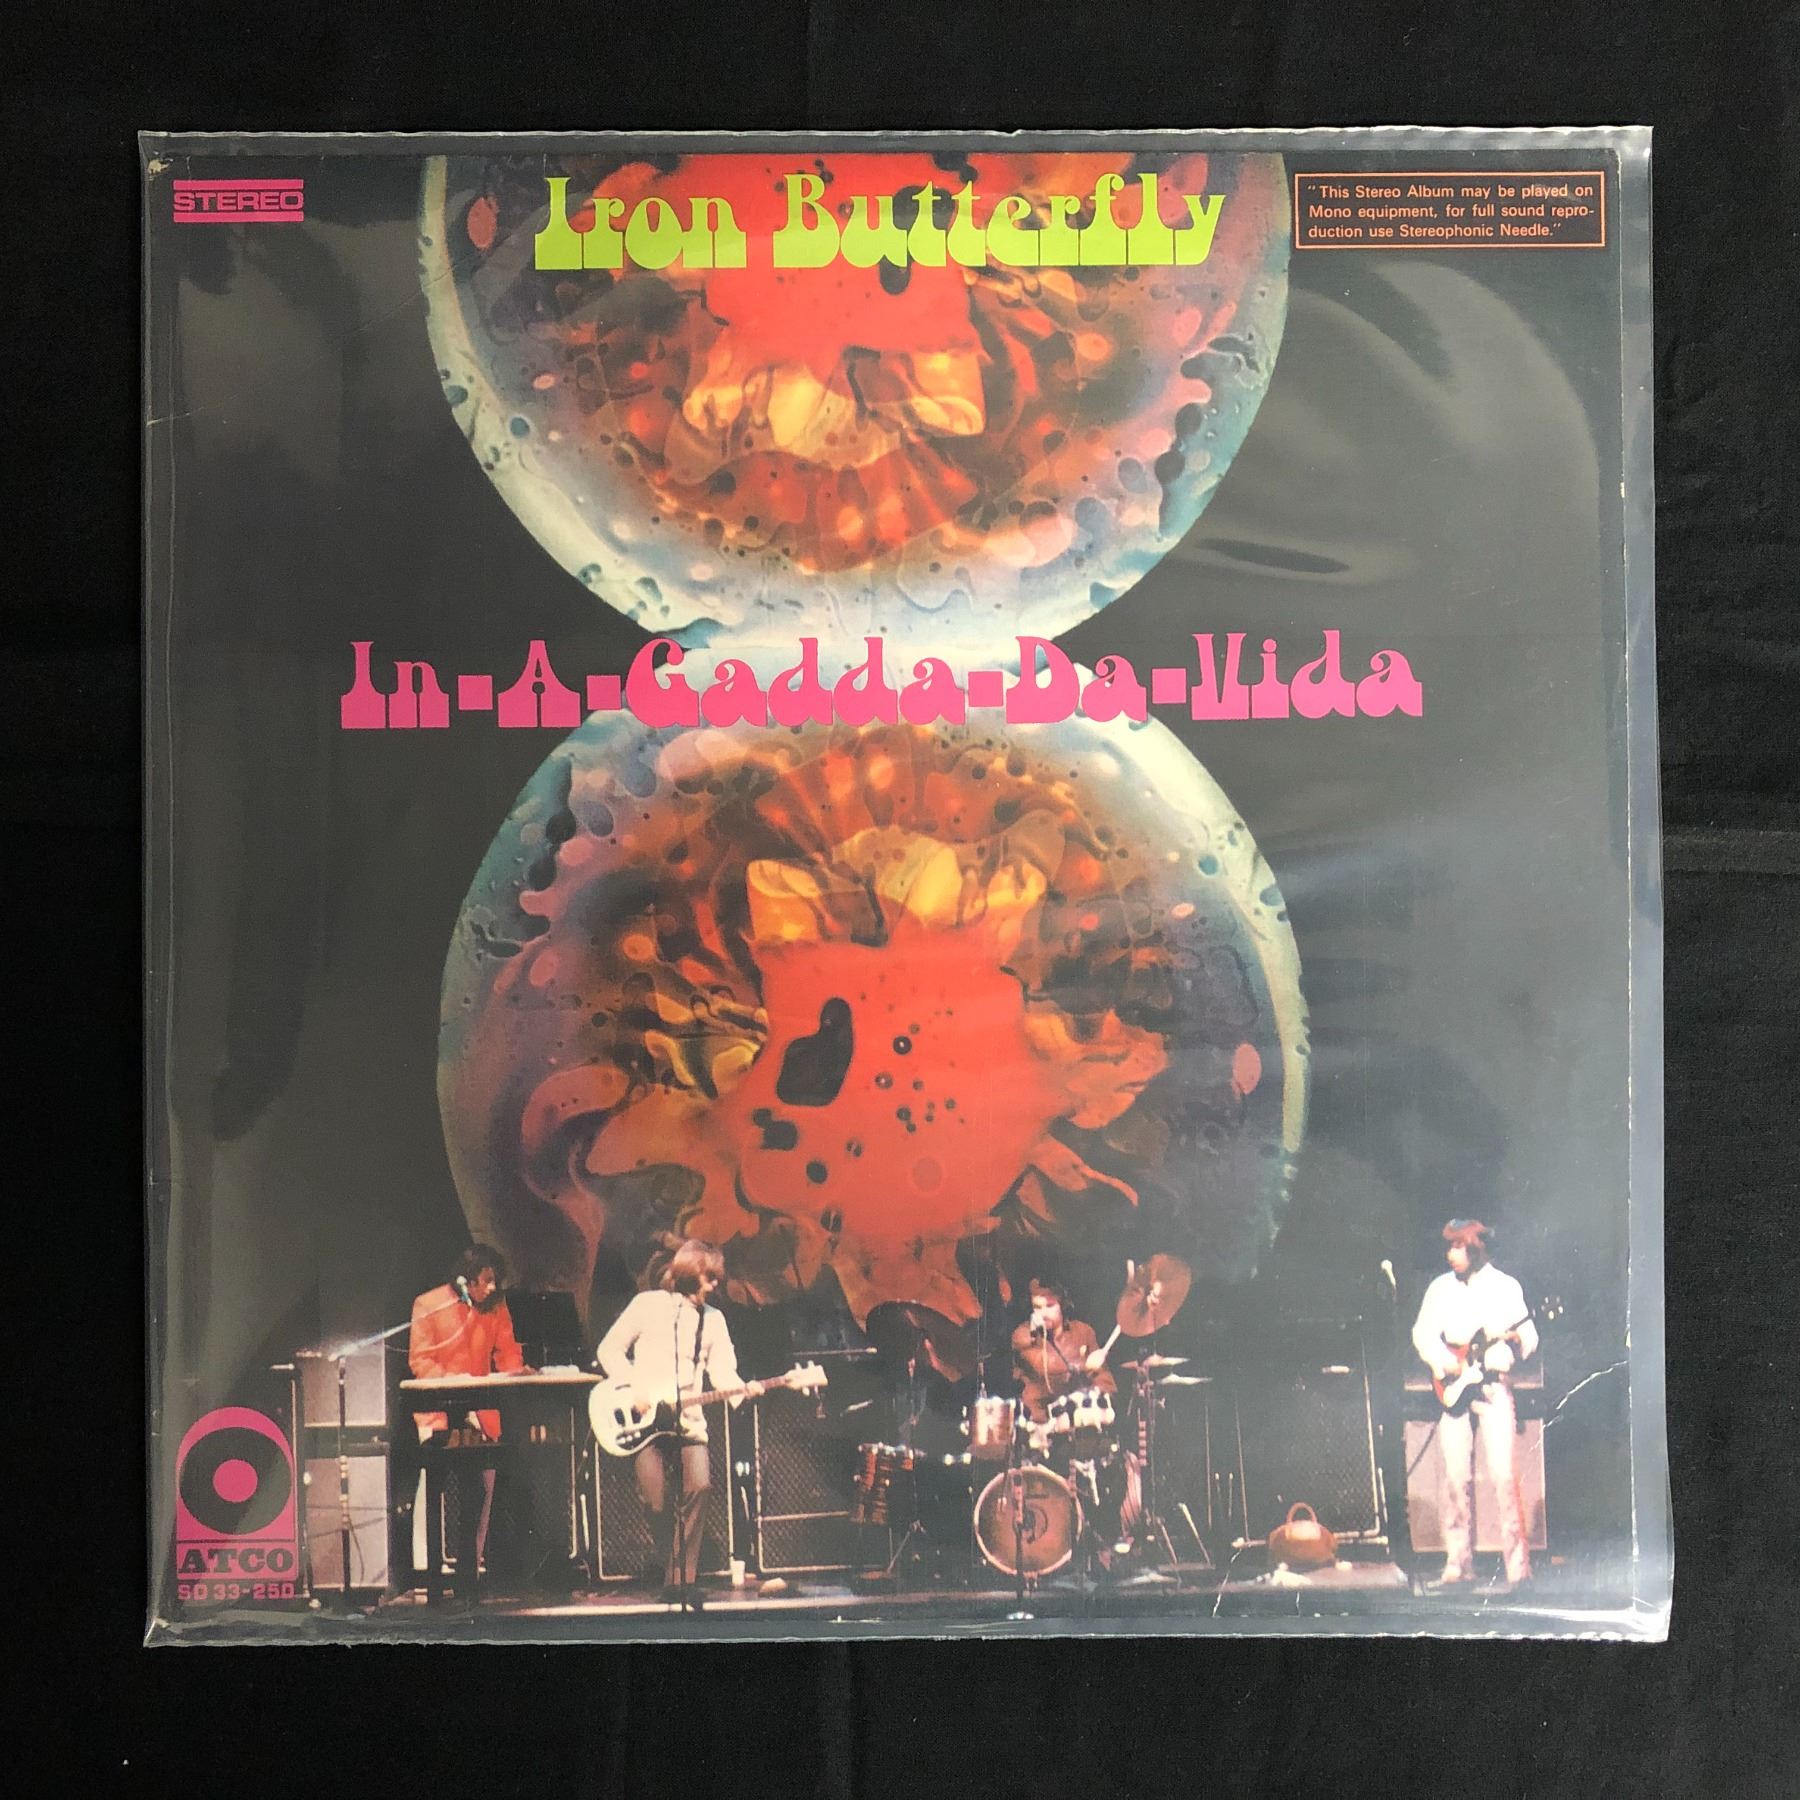 STEREO
Iron Butterfly
"This Stereo Album may be played on
Mono equipment, for full sound repro-
duction use Stereophonic Needle."
In-A-Gadda-Da-Vida
ATCO
SD 33-250